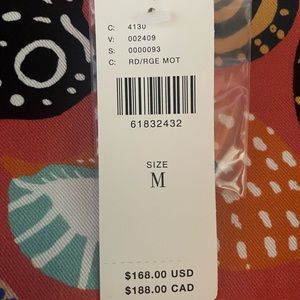 C: 4130
V: 002409
S: 0000093
C: RD/RGE MOT
61832432
SIZE
M
$168.00 USD
$188.00 CAD